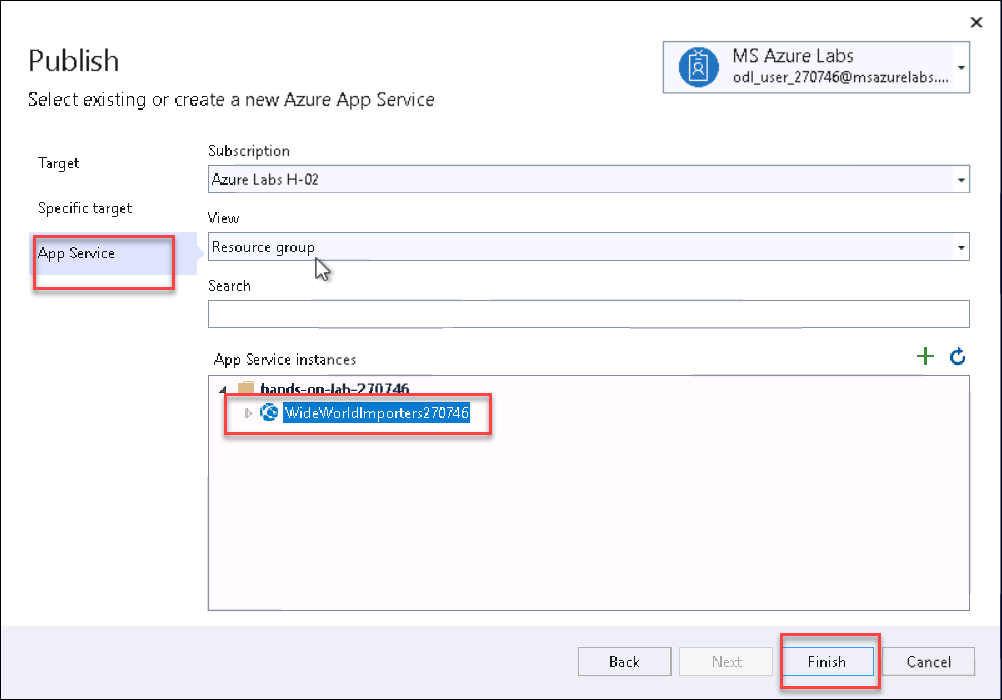 Publish
Select existing or create a new Azure App Service
MS Azure Labs
odl_user_270746@msazurelabs....
Target
Specific target
App Service
Subscription
Azure Labs H-02
View
Resource group
Search
App Service instances
hands-on-lab-270746
WideWorldImporters270746
Back
Next
Finish
Cancel